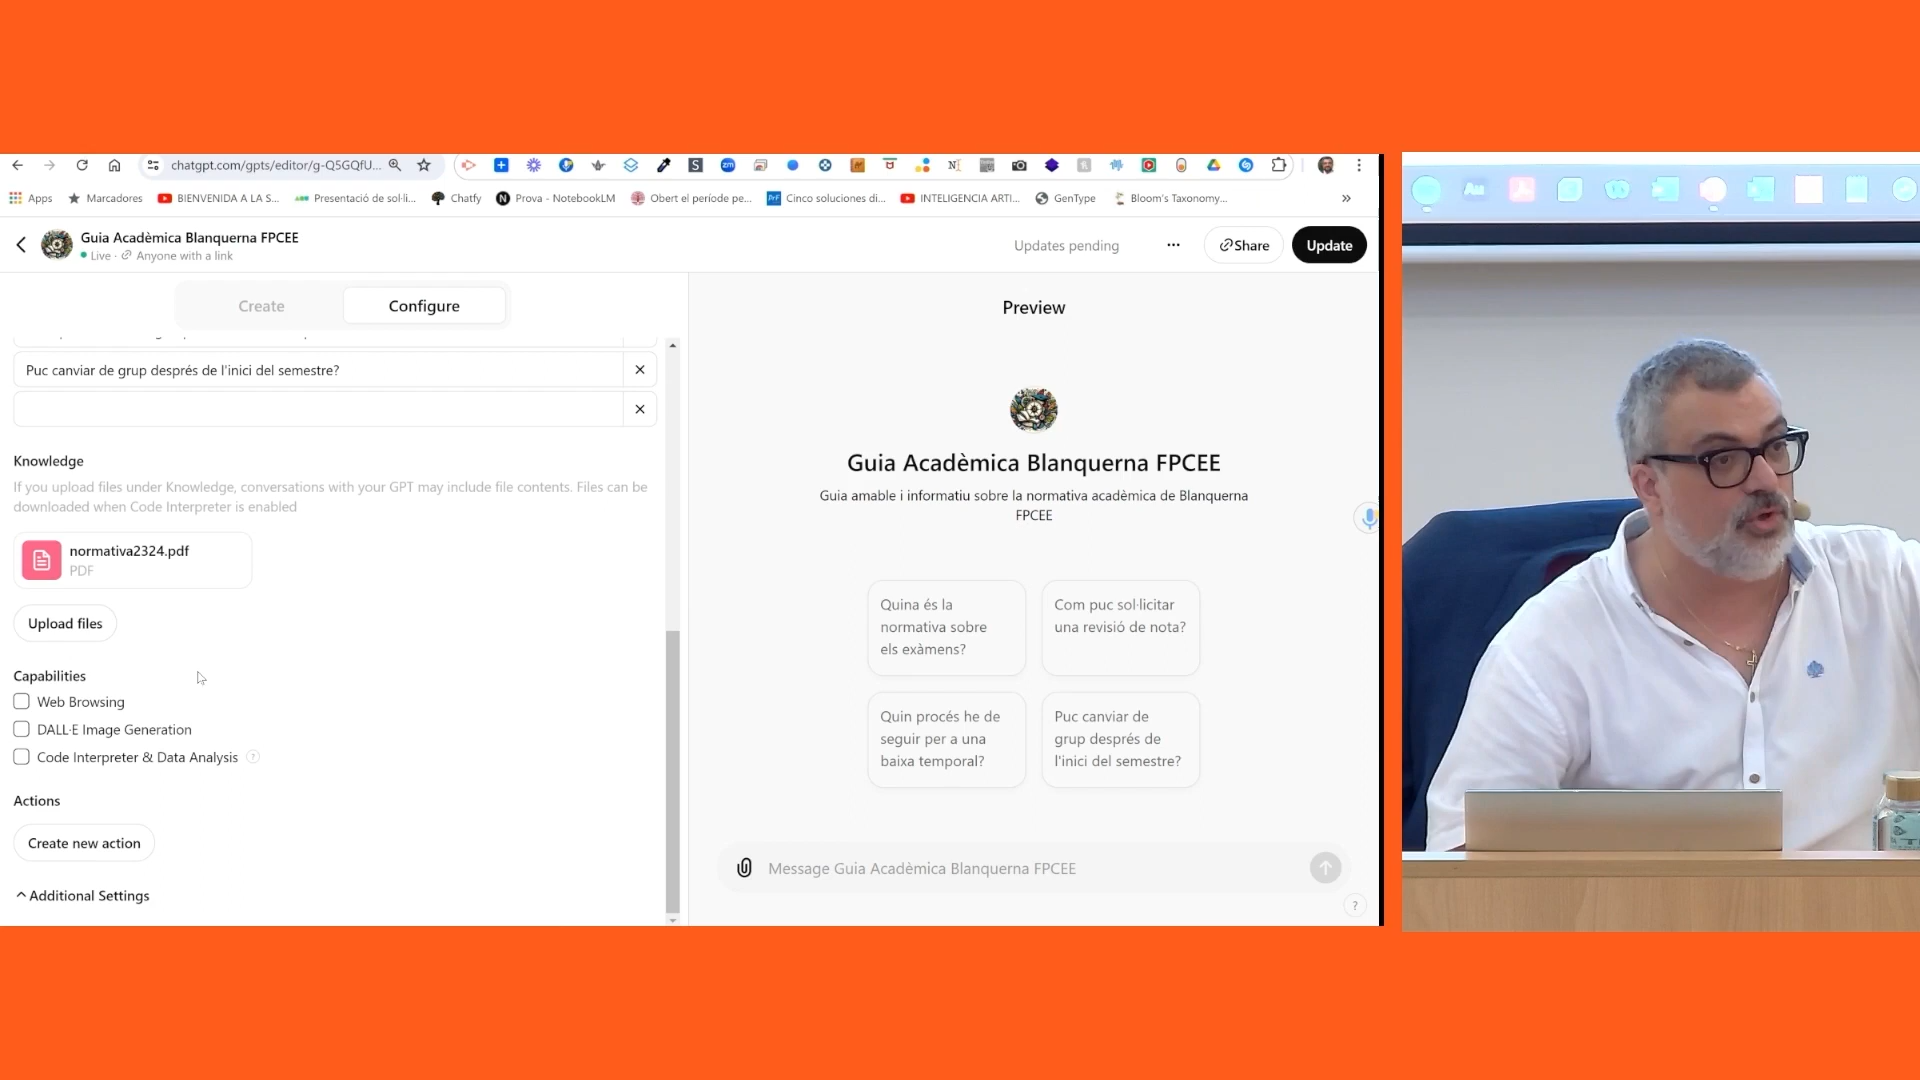 chatgpt.com/gpts/editor/g-Q5GQfU...
Apps
Marcadores
BIENVENIDA A LA S...
Presentació de sol·li...
Chatfy
Prova - NotebookLM
Obert el període pe...
Cinco soluciones di...
INTELIGENCIA ARTI...
GenType
Bloom's Taxonomy...
Guia Acadèmica Blanquerna FPCEE
Live · Anyone with a link
Updates pending
Share
Update
Create
Configure
Puc canviar de grup després de l'inici del semestre?
Knowledge
If you upload files under Knowledge, conversations with your GPT may include file contents. Files can be
downloaded when Code Interpreter is enabled
normativa2324.pdf
PDF
Upload files
Capabilities
Web Browsing
DALL·E Image Generation
Code Interpreter & Data Analysis ?
Actions
Create new action
Additional Settings
Preview
Guia Acadèmica Blanquerna FPCEE
Guia amable i informatiu sobre la normativa acadèmica de Blanquerna
FPCEE
Quina és la
normativa sobre
els exàmens?
Com puc sol·licitar
una revisió de nota?
Quin procés he de
seguir per a una
baixa temporal?
Puc canviar de
grup després de
l'inici del semestre?
Message Guia Acadèmica Blanquerna FPCEE
?
Au